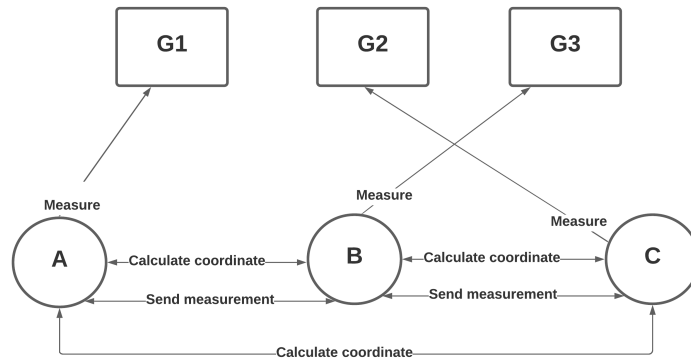 G1
G2
G3
Measure
Measure
Measure
A
B
C
Calculate coordinate
Calculate coordinate
Send measurement
Send measurement
Calculate coordinate